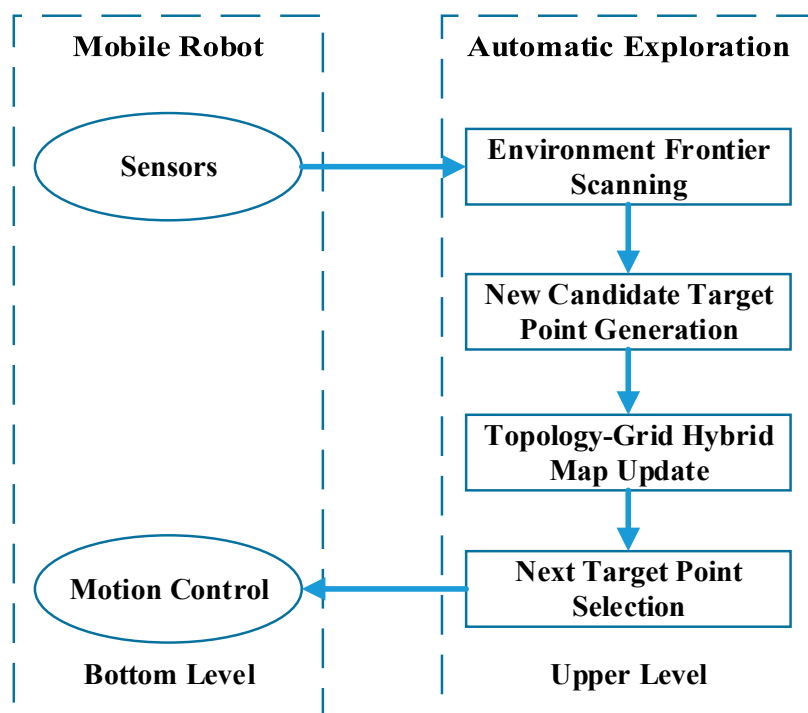 Mobile Robot
Sensors
Motion Control
Bottom Level
Automatic Exploration
Environment Frontier
Scanning
New Candidate Target
Point Generation
Topology-Grid Hybrid
Map Update
Next Target Point
Selection
Upper Level